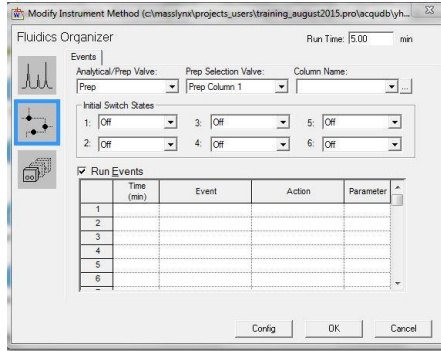 Modify Instrument Method (c:\masslynx\projects_users\training_august2015.pro\acqudb\yh...
Fluidics Organizer
Run Time: 5.00 min
Events
Analytical/Prep Valve: Prep Selection Valve: Column Name:
Prep Prep Column 1 ...
Initial Switch States
1: Off 3: Off 5: Off
2: Off 4: Off 6: Off
Run Events
Time (min) Event Action Parameter
1
2
3
4
5
6
Config OK Cancel